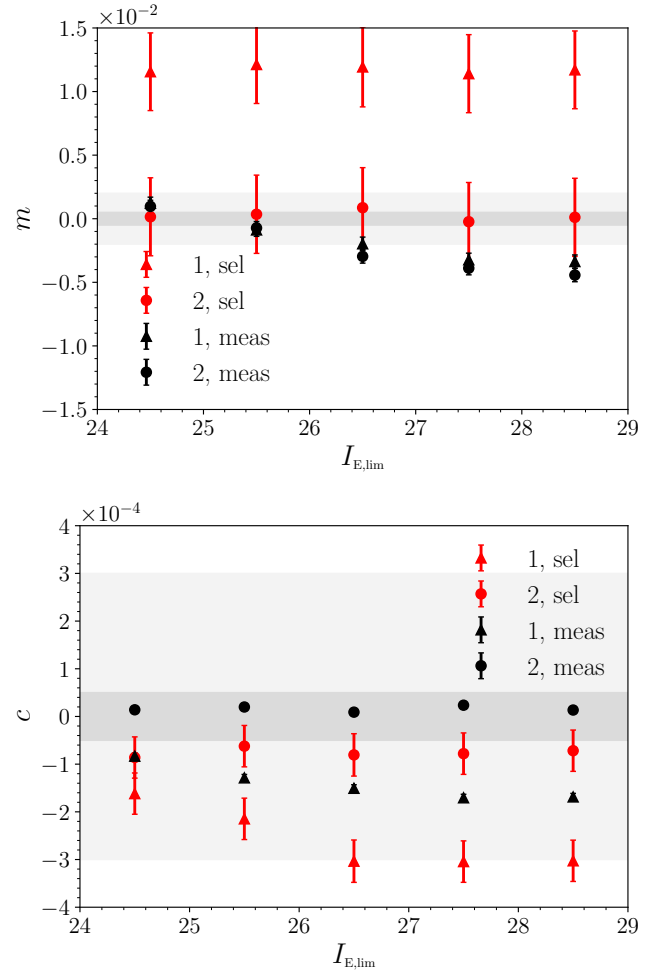 ×10⁻²
1.5
1.0
0.5
0.0
−0.5
−1.0
−1.5
m
1, sel
2, sel
1, meas
2, meas
24 25 26 27 28 29
I_E,lim
×10⁻⁴
4
3
2
1
0
−1
−2
−3
−4
c
1, sel
2, sel
1, meas
2, meas
24 25 26 27 28 29
I_E,lim